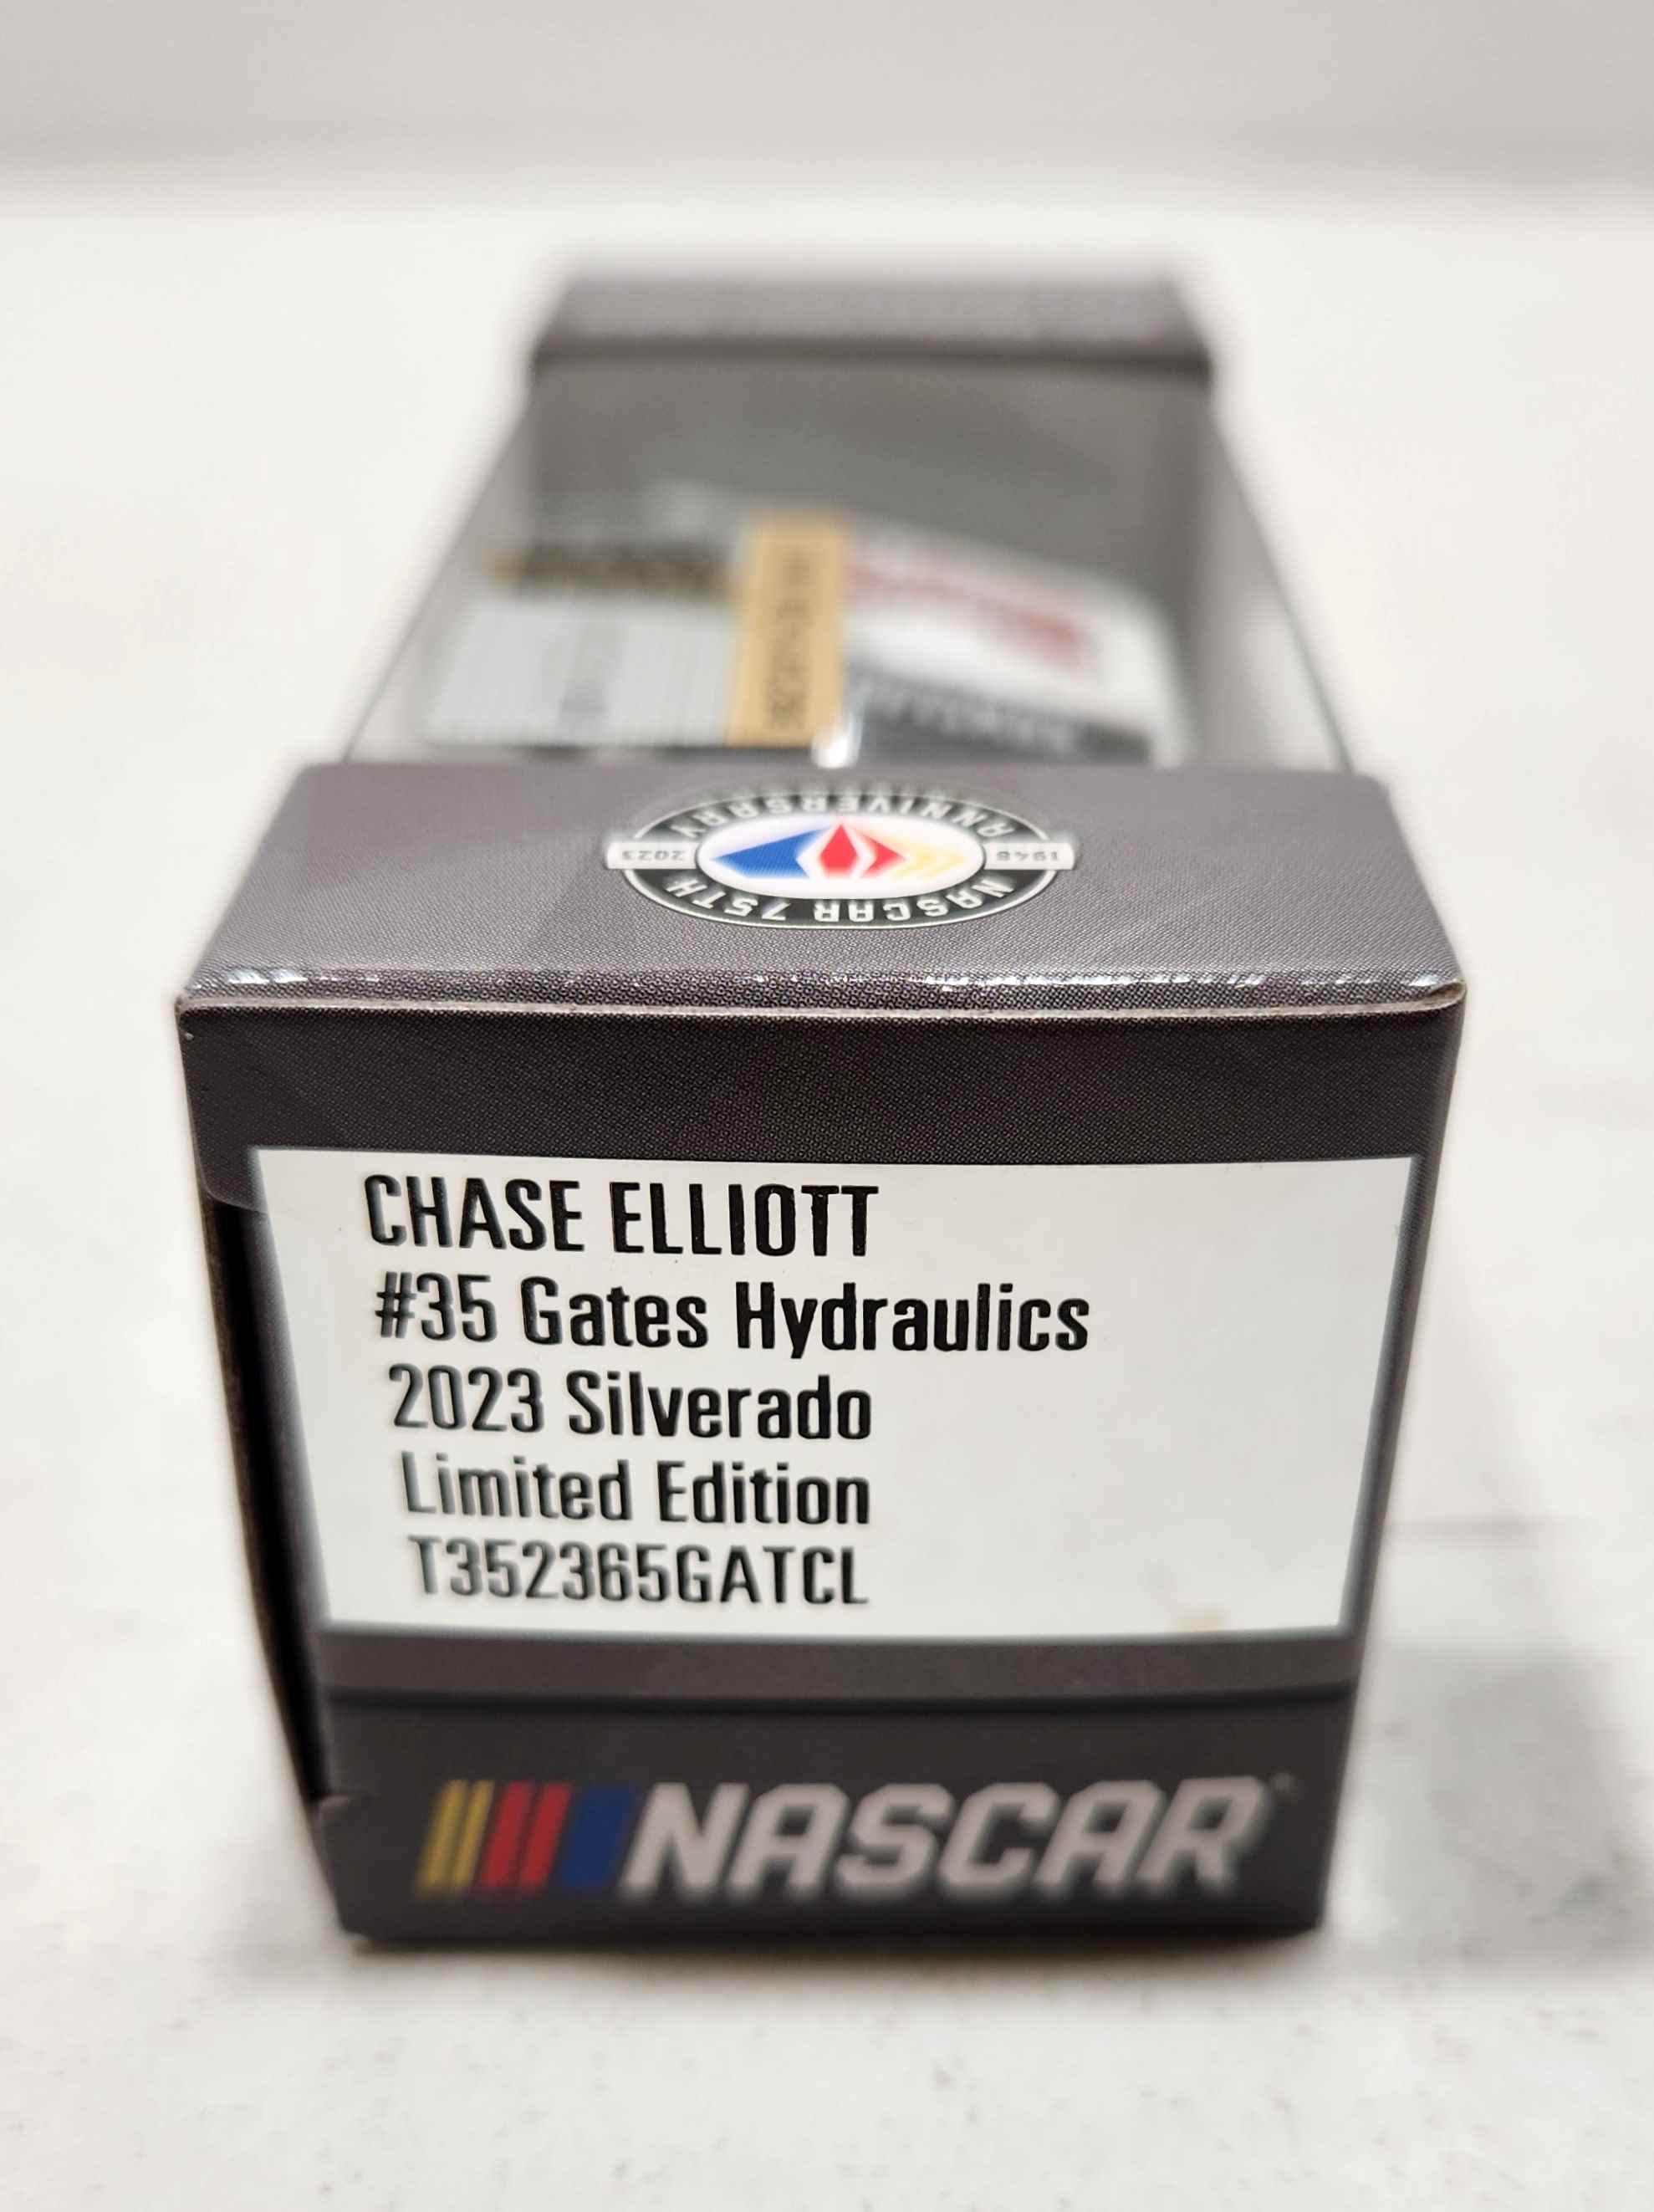 NASCAR 75TH
ANNIVERSARY
1948
2023
CHASE ELLIOTT
#35 Gates Hydraulics
2023 Silverado
Limited Edition
T352365GATCL
NASCAR